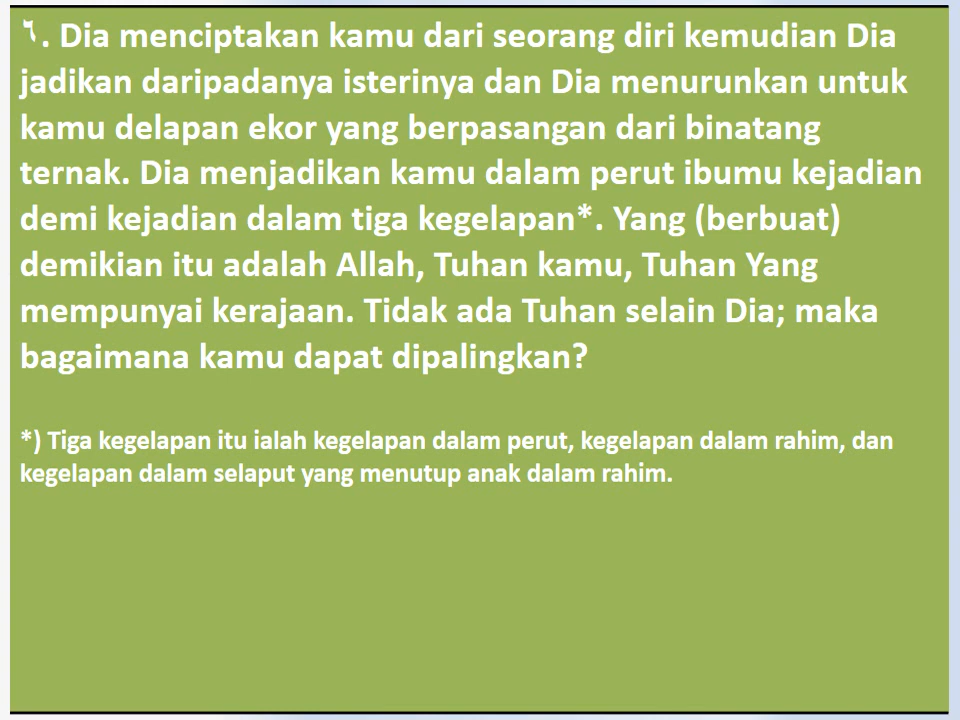 ٦. Dia menciptakan kamu dari seorang diri kemudian Dia
jadikan daripadanya isterinya dan Dia menurunkan untuk
kamu delapan ekor yang berpasangan dari binatang
ternak. Dia menjadikan kamu dalam perut ibumu kejadian
demi kejadian dalam tiga kegelapan*. Yang (berbuat)
demikian itu adalah Allah, Tuhan kamu, Tuhan Yang
mempunyai kerajaan. Tidak ada Tuhan selain Dia; maka
bagaimana kamu dapat dipalingkan?
*) Tiga kegelapan itu ialah kegelapan dalam perut, kegelapan dalam rahim, dan
kegelapan dalam selaput yang menutup anak dalam rahim.